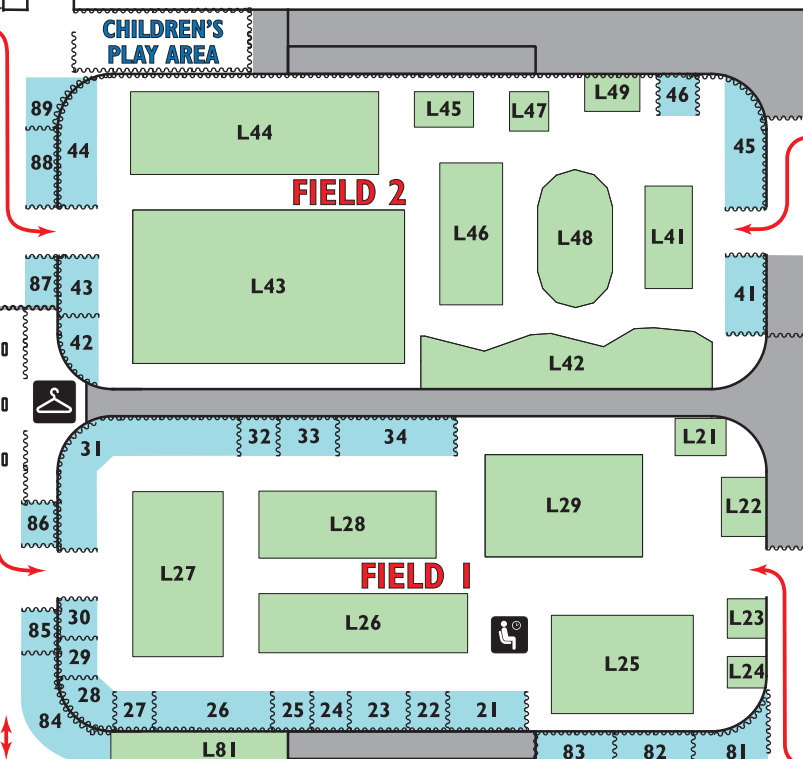 CHILDREN'S
PLAY AREA
89
88
44
L44
L45
L47
L49
46
45
FIELD 2
L46
L48
L41
87
43
L43
41
42
L42
31
32
33
34
L21
86
L27
L28
L29
L22
FIELD 1
85
30
29
L26
L25
L23
L24
28
84
27
26
25
24
23
22
21
L81
83
82
81